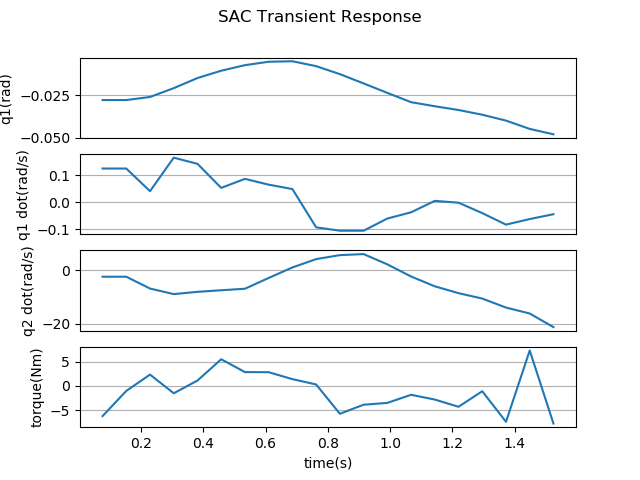 SAC Transient Response
q1(rad)
−0.025
−0.050
q1 dot(rad/s)
0.1
0.0
−0.1
q2 dot(rad/s)
0
−20
torque(Nm)
5
0
−5
0.2 0.4 0.6 0.8 1.0 1.2 1.4
time(s)